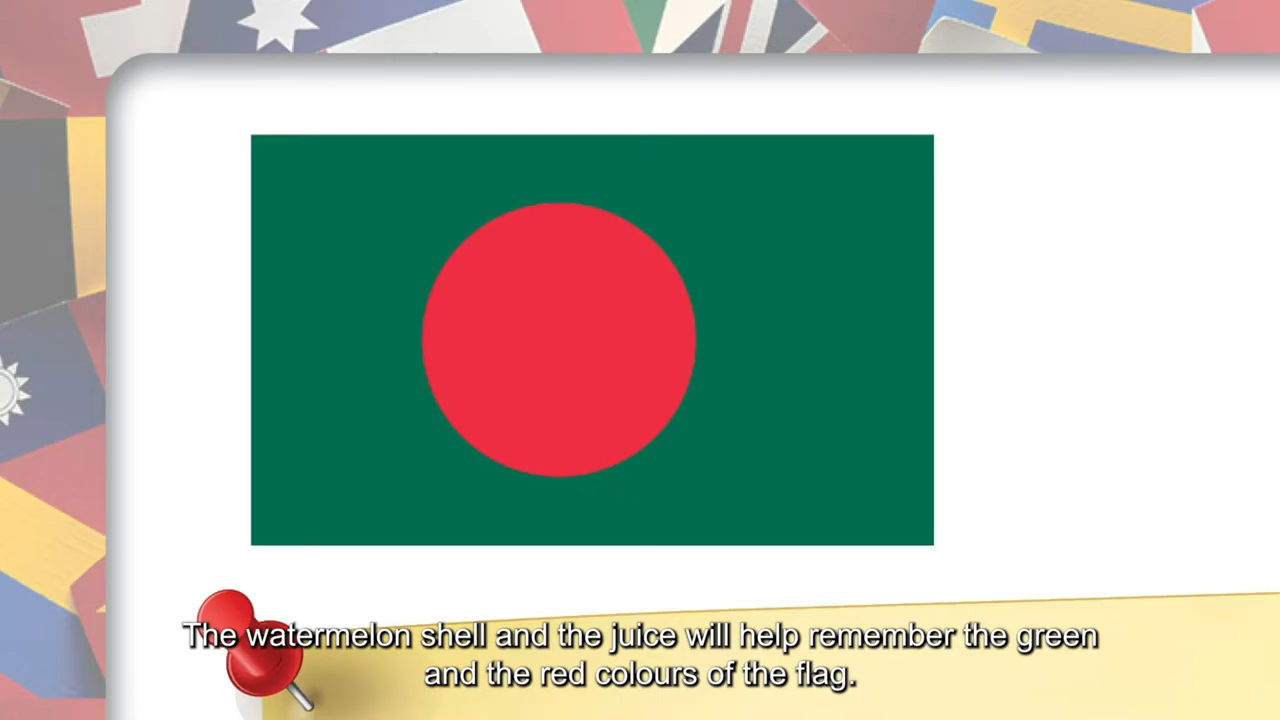 The watermelon shell and the juice will help remember the green
and the red colours of the flag.